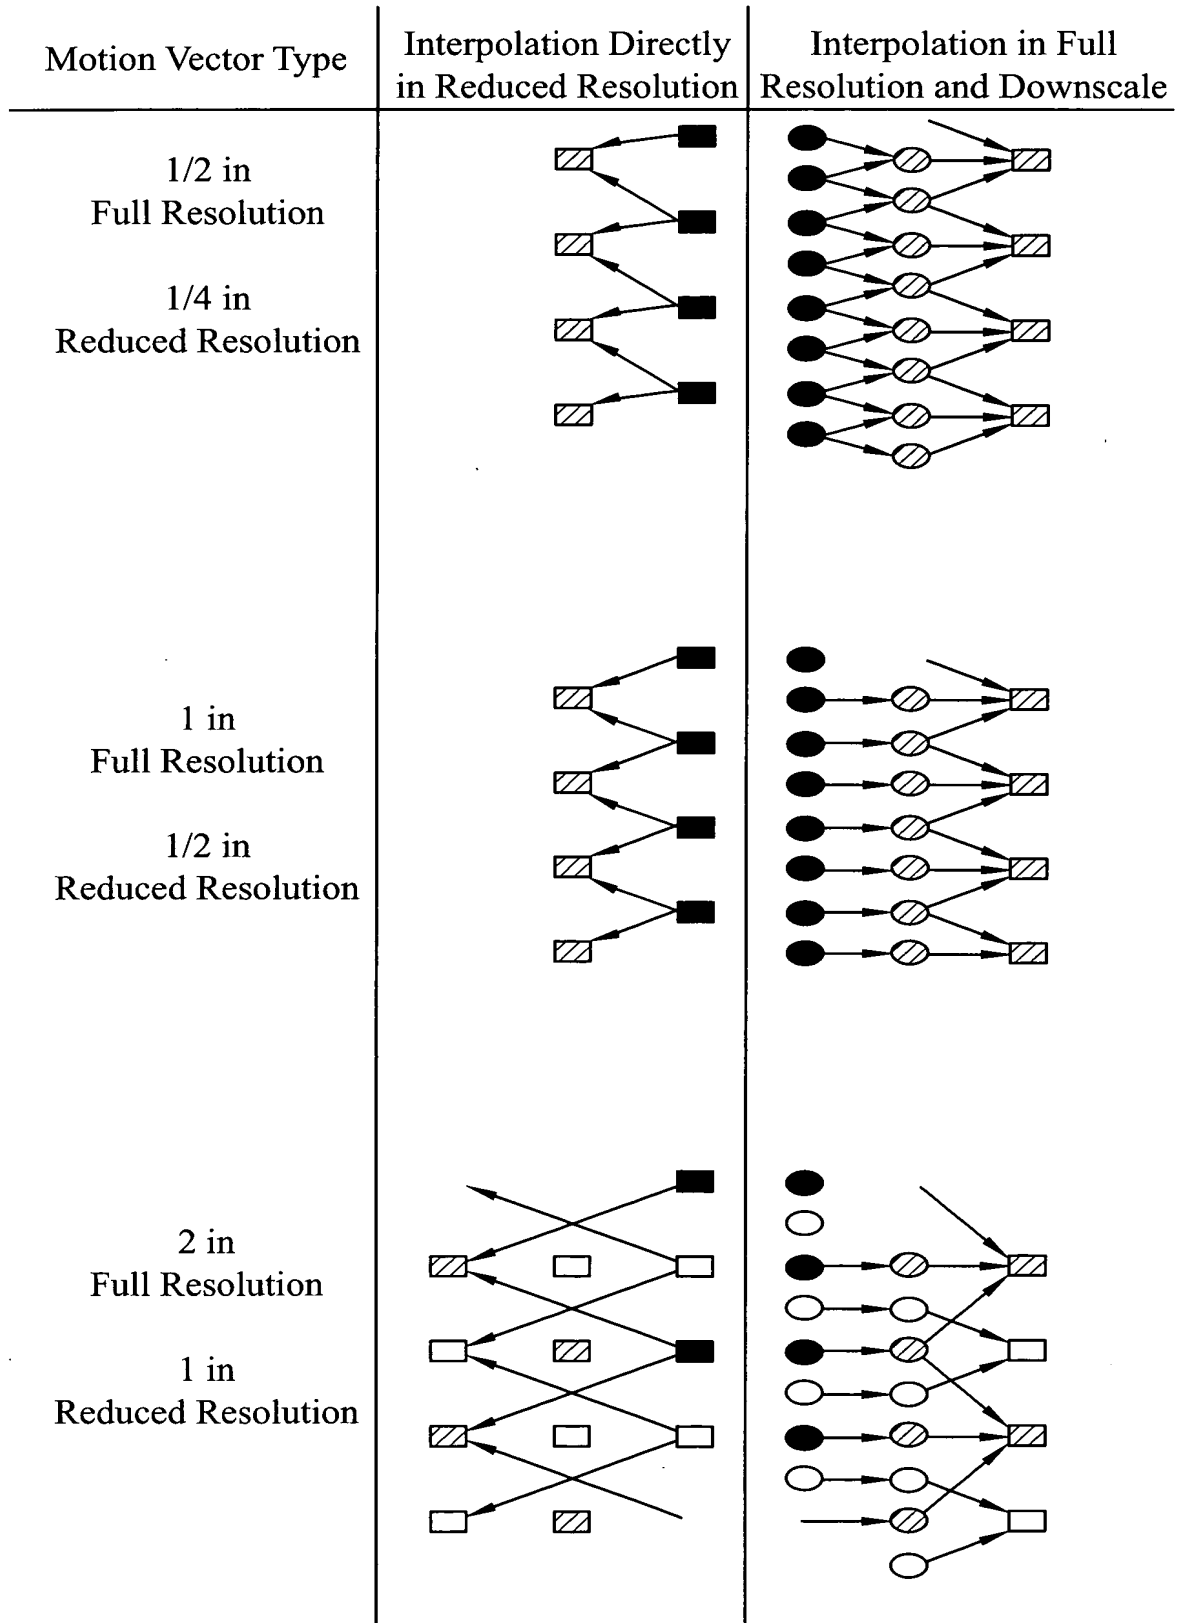 Motion Vector Type
Interpolation Directly
in Reduced Resolution
Interpolation in Full
Resolution and Downscale
1/2 in
Full Resolution
1/4 in
Reduced Resolution
1 in
Full Resolution
1/2 in
Reduced Resolution
2 in
Full Resolution
1 in
Reduced Resolution